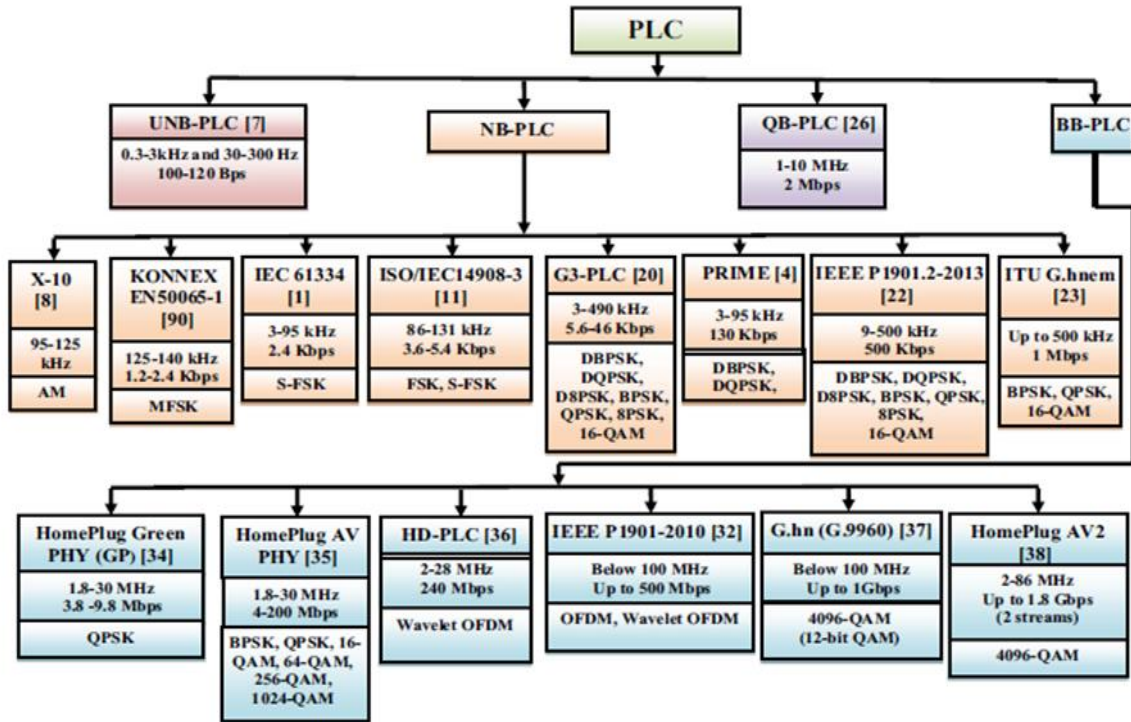 PLC
UNB-PLC [7]
0.3-3kHz and 30-300 Hz
100-120 Bps
NB-PLC
QB-PLC [26]
1-10 MHz
2 Mbps
BB-PLC
X-10
[8]
95-125
kHz
AM
KONNEX
EN50065-1
[90]
125-140 kHz
1.2-2.4 Kbps
MFSK
IEC 61334
[1]
3-95 kHz
2.4 Kbps
S-FSK
ISO/IEC14908-3
[11]
86-131 kHz
3.6-5.4 Kbps
FSK, S-FSK
G3-PLC [20]
3-490 kHz
5.6-46 Kbps
DBPSK,
DQPSK,
D8PSK, BPSK,
QPSK, 8PSK,
16-QAM
PRIME [4]
3-95 kHz
130 Kbps
DBPSK,
DQPSK,
IEEE P1901.2-2013
[22]
9-500 kHz
500 Kbps
DBPSK, DQPSK,
D8PSK, BPSK, QPSK,
8PSK,
16-QAM
ITU G.hnem
[23]
Up to 500 kHz
1 Mbps
BPSK, QPSK,
16-QAM
HomePlug Green
PHY (GP) [34]
1.8-30 MHz
3.8 -9.8 Mbps
QPSK
HomePlug AV
PHY [35]
1.8-30 MHz
4-200 Mbps
BPSK, QPSK, 16-
QAM, 64-QAM,
256-QAM,
1024-QAM
HD-PLC [36]
2-28 MHz
240 Mbps
Wavelet OFDM
IEEE P1901-2010 [32]
Below 100 MHz
Up to 500 Mbps
OFDM, Wavelet OFDM
G.hn (G.9960) [37]
Below 100 MHz
Up to 1Gbps
4096-QAM
(12-bit QAM)
HomePlug AV2
[38]
2-86 MHz
Up to 1.8 Gbps
(2 streams)
4096-QAM